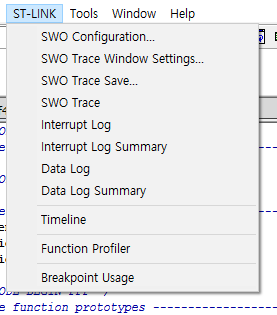 ST-LINK Tools Window Help
SWO Configuration...
SWO Trace Window Settings...
SWO Trace Save...
SWO Trace
Interrupt Log
Interrupt Log Summary
Data Log
Data Log Summary
Timeline
Function Profiler
Breakpoint Usage
e function prototypes